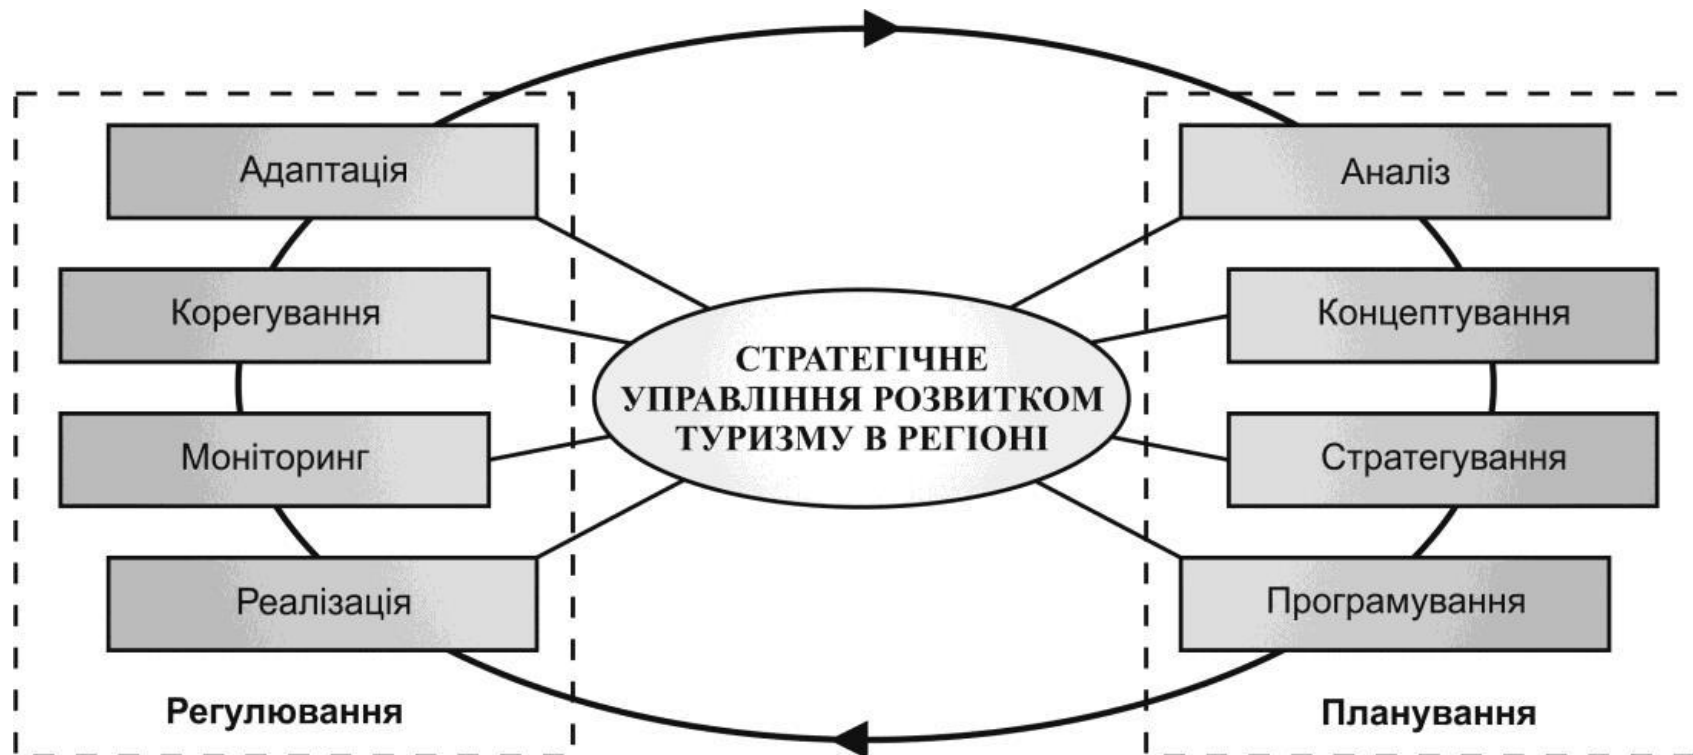 Адаптація
Корегування
Моніторинг
Реалізація
Регулювання
СТРАТЕГІЧНЕ
УПРАВЛІННЯ РОЗВИТКОМ
ТУРИЗМУ В РЕГІОНІ
Аналіз
Концептування
Стратегування
Програмування
Планування